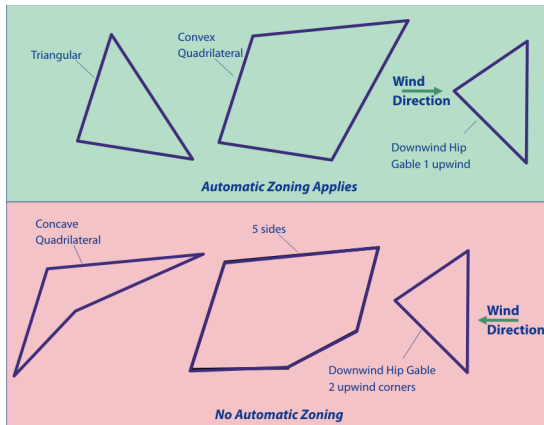 Triangular
Convex
Quadrilateral
Wind
Direction
Downwind Hip
Gable 1 upwind
Automatic Zoning Applies
Concave
Quadrilateral
5 sides
Wind
Direction
Downwind Hip Gable
2 upwind corners
No Automatic Zoning